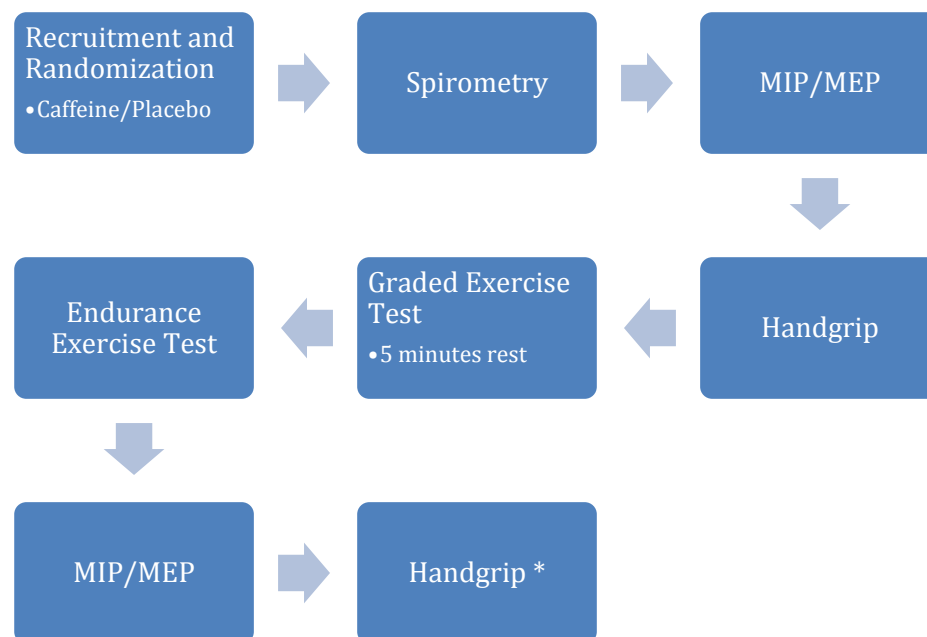 Recruitment and
Randomization
•Caffeine/Placebo
Spirometry
MIP/MEP
Handgrip
Graded Exercise
Test
•5 minutes rest
Endurance
Exercise Test
MIP/MEP
Handgrip *